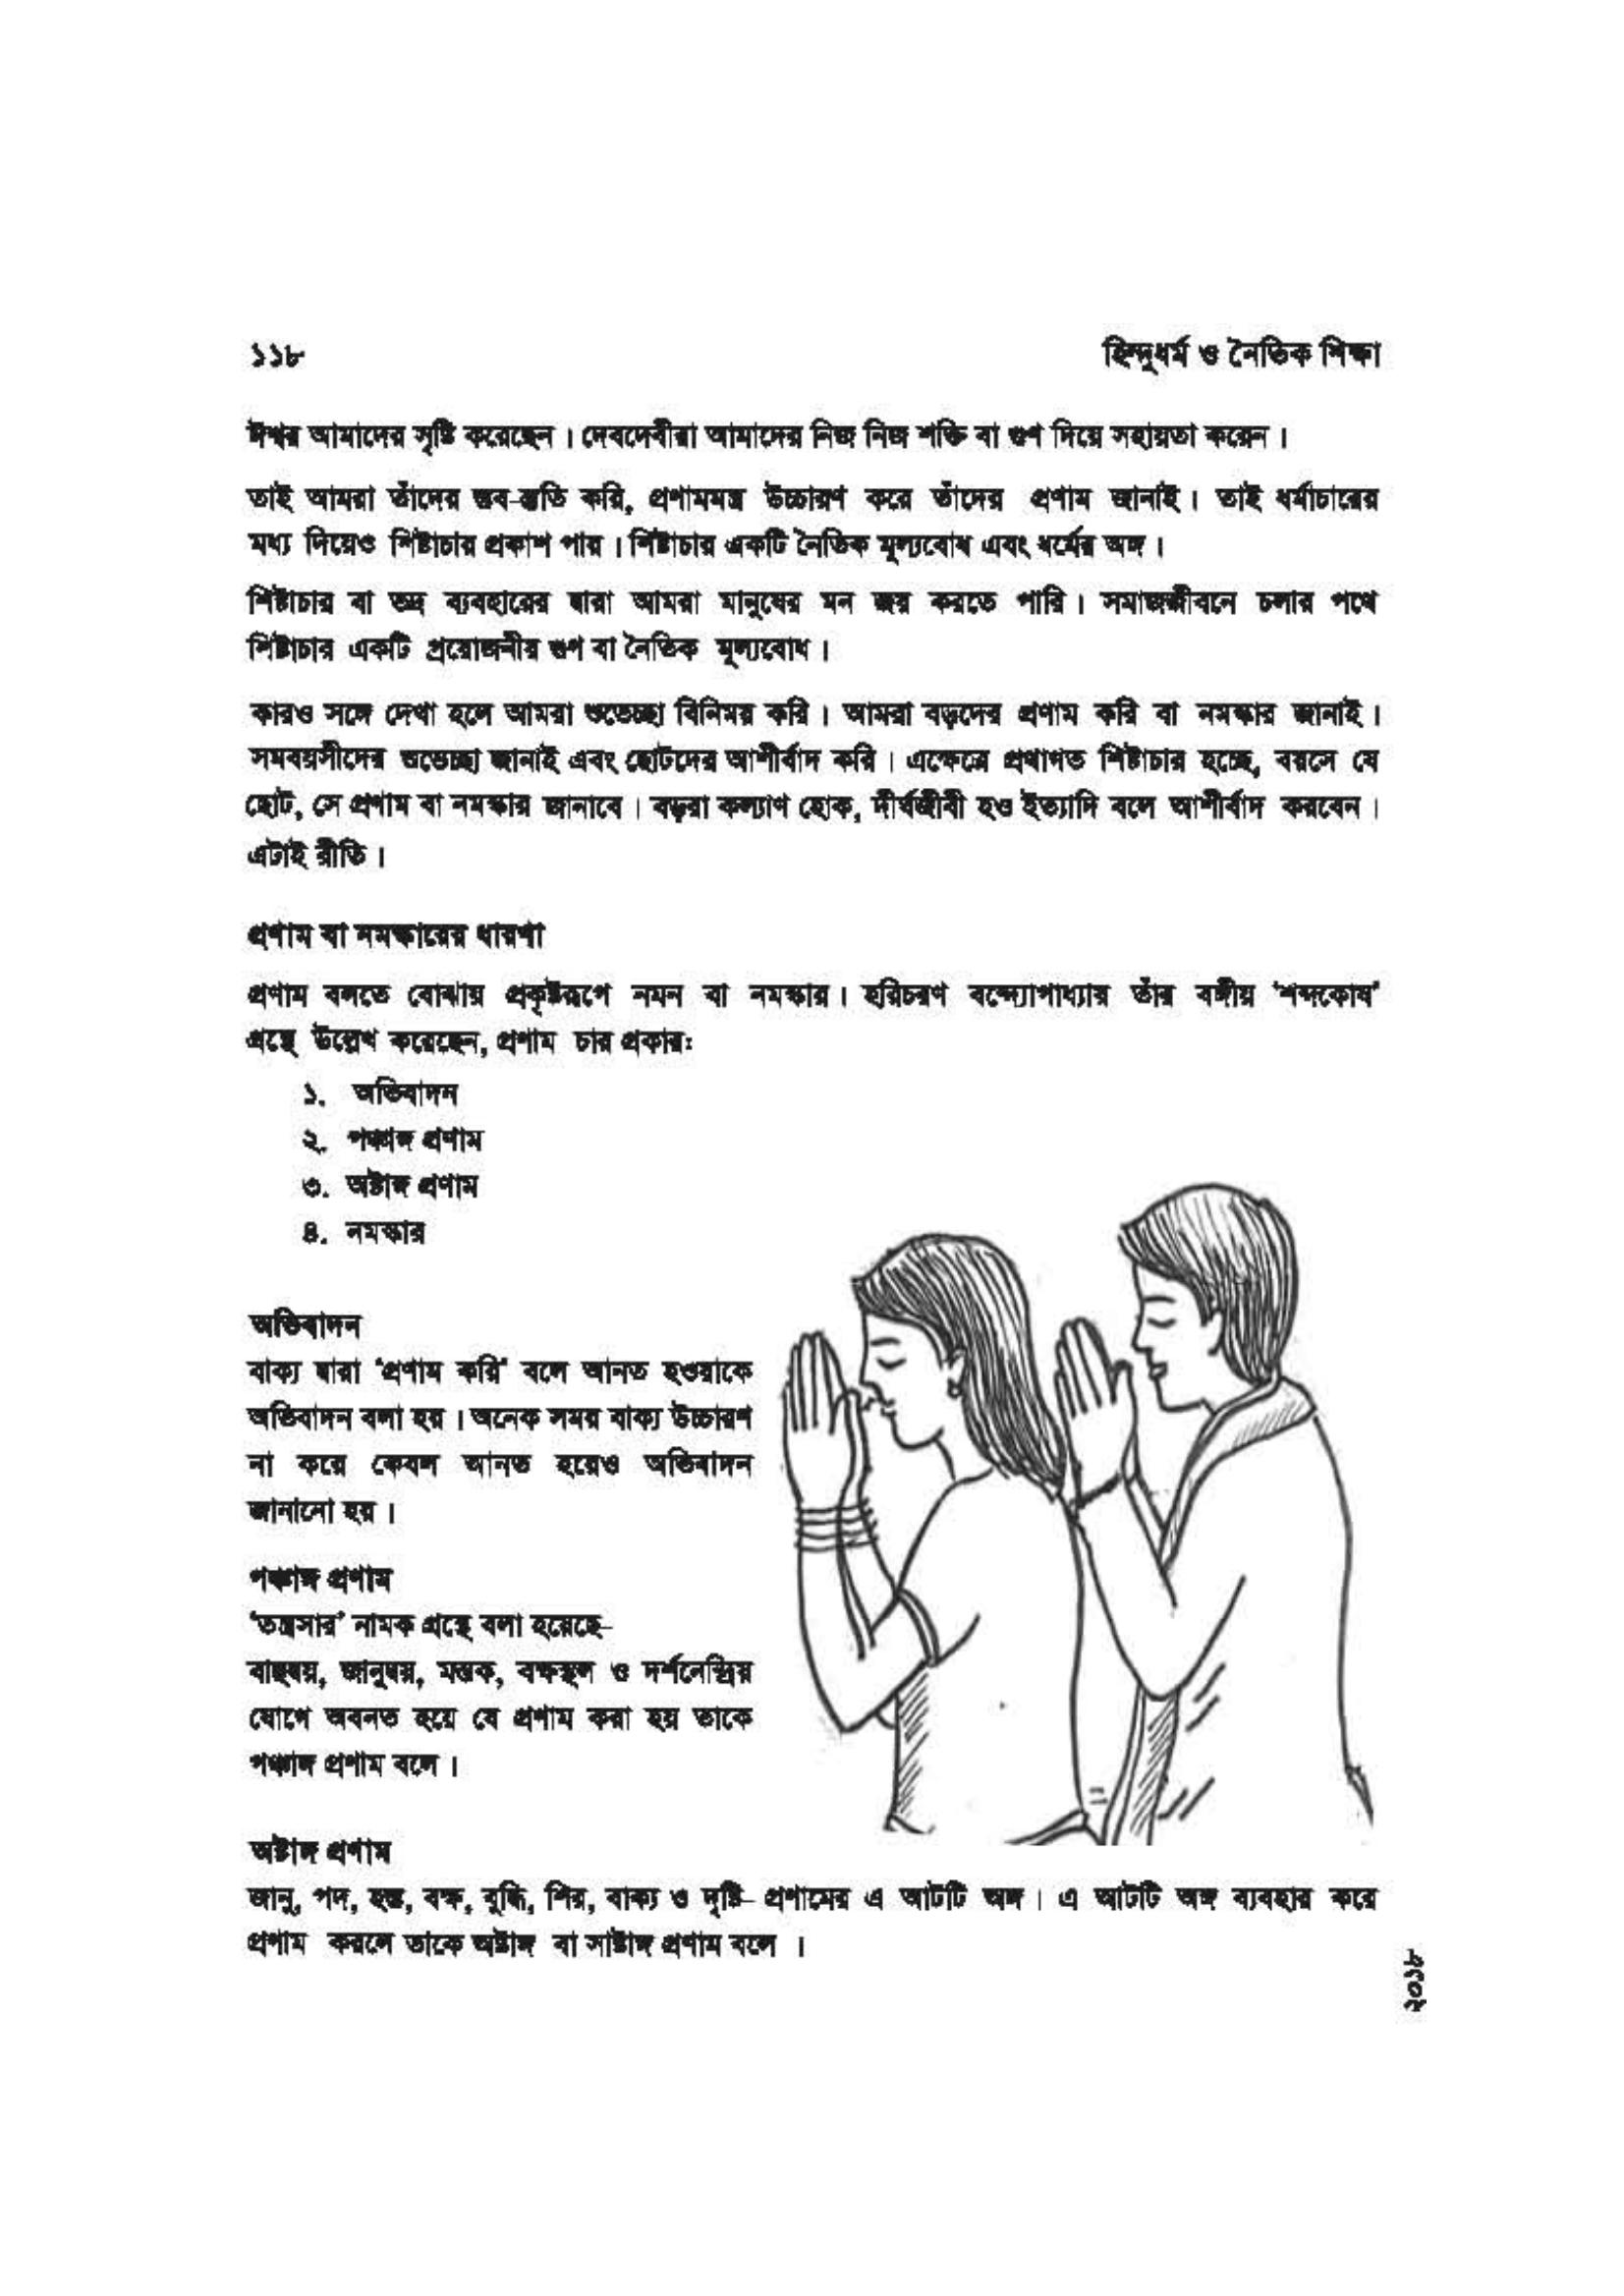 ১১৮
হিন্দুধর্ম ও নৈতিক শিক্ষা
ঈশ্বর আমাদের সৃষ্টি করেছেন । দেবদেবীরা আমাদের নিজ নিজ শক্তি বা গুণ দিয়ে সহায়তা করেন ।
তাই আমরা তাঁদের স্তব-স্তুতি করি, প্রণামমন্ত্র উচ্চারণ করে তাঁদের প্রণাম জানাই । তাই ধর্মাচারের
মধ্য দিয়েও শিষ্টাচার প্রকাশ পায় । শিষ্টাচার একটি নৈতিক মূল্যবোধ এবং ধর্মের অঙ্গ ।
শিষ্টাচার বা ভদ্র ব্যবহারের দ্বারা আমরা মানুষের মন জয় করতে পারি । সমাজজীবনে চলার পথে
শিষ্টাচার একটি প্রয়োজনীয় গুণ বা নৈতিক মূল্যবোধ ।
কারও সঙ্গে দেখা হলে আমরা শুভেচ্ছা বিনিময় করি । আমরা বড়দের প্রণাম করি বা নমস্কার জানাই ।
সমবয়সীদের শুভেচ্ছা জানাই এবং ছোটদের আশীর্বাদ করি । এক্ষেত্রে প্রথাগত শিষ্টাচার হচ্ছে, বয়সে যে
ছোট, সে প্রণাম বা নমস্কার জানাবে । বড়রা কল্যাণ হোক, দীর্ঘজীবী হও ইত্যাদি বলে আশীর্বাদ করবেন ।
এটাই রীতি ।
প্রণাম বা নমস্কারের ধারণা
প্রণাম বলতে বোঝায় প্রকৃষ্টরূপে নমন বা নমস্কার । হরিচরণ বন্দ্যোপাধ্যায় তাঁর বঙ্গীয় ‘শব্দকোষ’
গ্রন্থে উল্লেখ করেছেন, প্রণাম চার প্রকার:
১. অভিবাদন
২. পঞ্চাঙ্গ প্রণাম
৩. অষ্টাঙ্গ প্রণাম
৪. নমস্কার
অভিবাদন
বাক্য দ্বারা ‘প্রণাম করি’ বলে আনত হওয়াকে
অভিবাদন বলা হয় । অনেক সময় বাক্য উচ্চারণ
না করে কেবল আনত হয়েও অভিবাদন
জানানো হয় ।
পঞ্চাঙ্গ প্রণাম
‘তন্ত্রসার’ নামক গ্রন্থে বলা হয়েছে–
বাহুদ্বয়, জানুদ্বয়, মস্তক, বক্ষস্থল ও দর্শনেন্দ্রিয়
যোগে অবনত হয়ে যে প্রণাম করা হয় তাকে
পঞ্চাঙ্গ প্রণাম বলে ।
অষ্টাঙ্গ প্রণাম
জানু, পদ, হস্ত, বক্ষ, বুদ্ধি, শির, বাক্য ও দৃষ্টি– প্রণামের এ আটটি অঙ্গ । এ আটটি অঙ্গ ব্যবহার করে
প্রণাম করলে তাকে অষ্টাঙ্গ বা সাষ্টাঙ্গ প্রণাম বলে ।
২০১৮